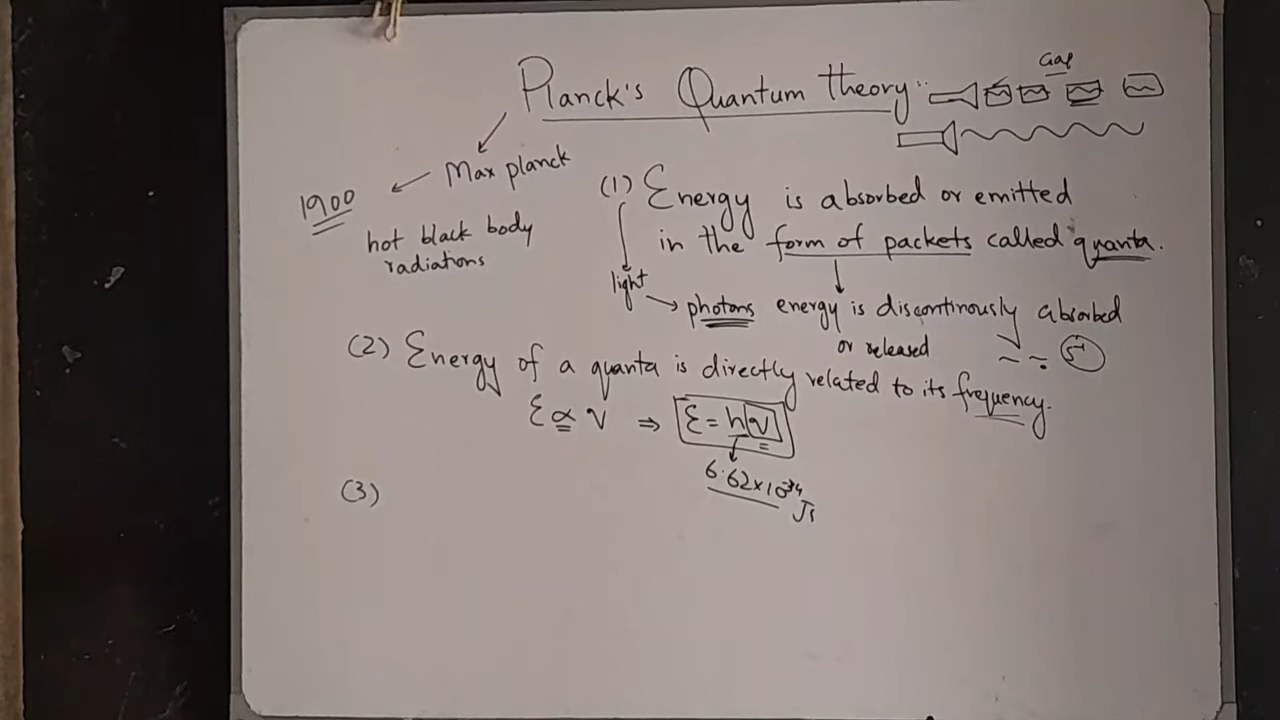 Planck's Quantum theory:
Gap
Max planck
1900
hot black body
radiations
(1) Energy is absorbed or emitted
in the form of packets called quanta.
light
photons energy is discontinously absorbed
or released
s⁻¹
(2) Energy of a quanta is directly related to its frequency.
E ∝ ν ⇒ E = hν
6.62×10⁻³⁴
Js
(3)